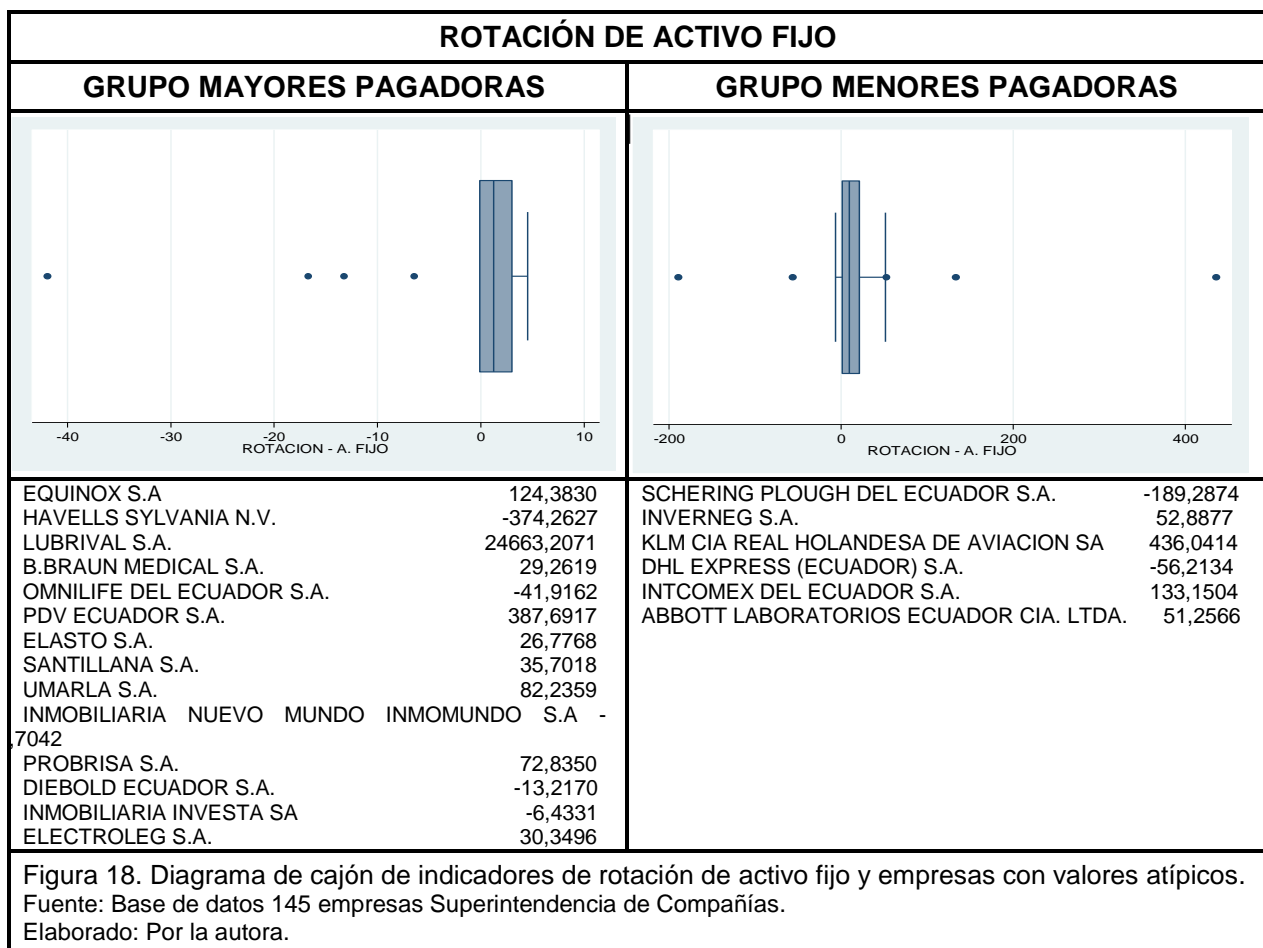 ROTACIÓN DE ACTIVO FIJO
GRUPO MAYORES PAGADORAS
GRUPO MENORES PAGADORAS
-40 -30 -20 -10 0 10
ROTACION - A. FIJO
-200 0 200 400
ROTACION - A. FIJO
EQUINOX S.A 124,3830
HAVELLS SYLVANIA N.V. -374,2627
LUBRIVAL S.A. 24663,2071
B.BRAUN MEDICAL S.A. 29,2619
OMNILIFE DEL ECUADOR S.A. -41,9162
PDV ECUADOR S.A. 387,6917
ELASTO S.A. 26,7768
SANTILLANA S.A. 35,7018
UMARLA S.A. 82,2359
INMOBILIARIA NUEVO MUNDO INMOMUNDO S.A -
,7042
PROBRISA S.A. 72,8350
DIEBOLD ECUADOR S.A. -13,2170
INMOBILIARIA INVESTA SA -6,4331
ELECTROLEG S.A. 30,3496
SCHERING PLOUGH DEL ECUADOR S.A. -189,2874
INVERNEG S.A. 52,8877
KLM CIA REAL HOLANDESA DE AVIACION SA 436,0414
DHL EXPRESS (ECUADOR) S.A. -56,2134
INTCOMEX DEL ECUADOR S.A. 133,1504
ABBOTT LABORATORIOS ECUADOR CIA. LTDA. 51,2566
Figura 18. Diagrama de cajón de indicadores de rotación de activo fijo y empresas con valores atípicos.
Fuente: Base de datos 145 empresas Superintendencia de Compañías.
Elaborado: Por la autora.